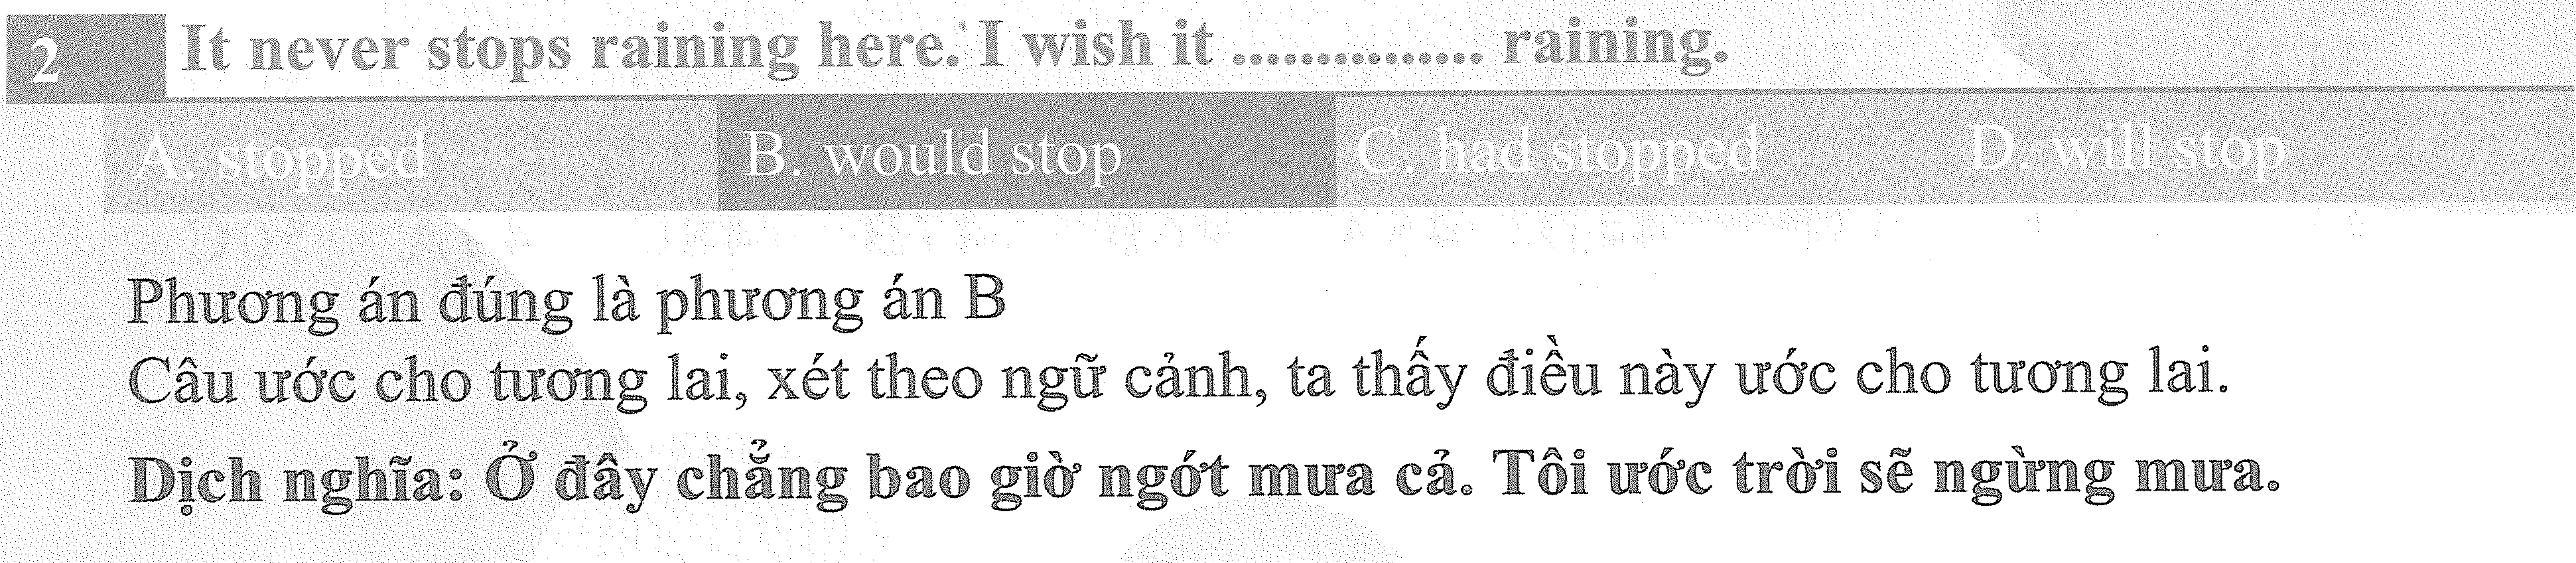 2 It never stops raining here. I wish it .............. raining.
A. stopped B. would stop C. had stopped D. will stop
Phương án đúng là phương án B
Câu ước cho tương lai, xét theo ngữ cảnh, ta thấy điều này ước cho tương lai.
Dịch nghĩa: Ở đây chẳng bao giờ ngớt mưa cả. Tôi ước trời sẽ ngừng mưa.